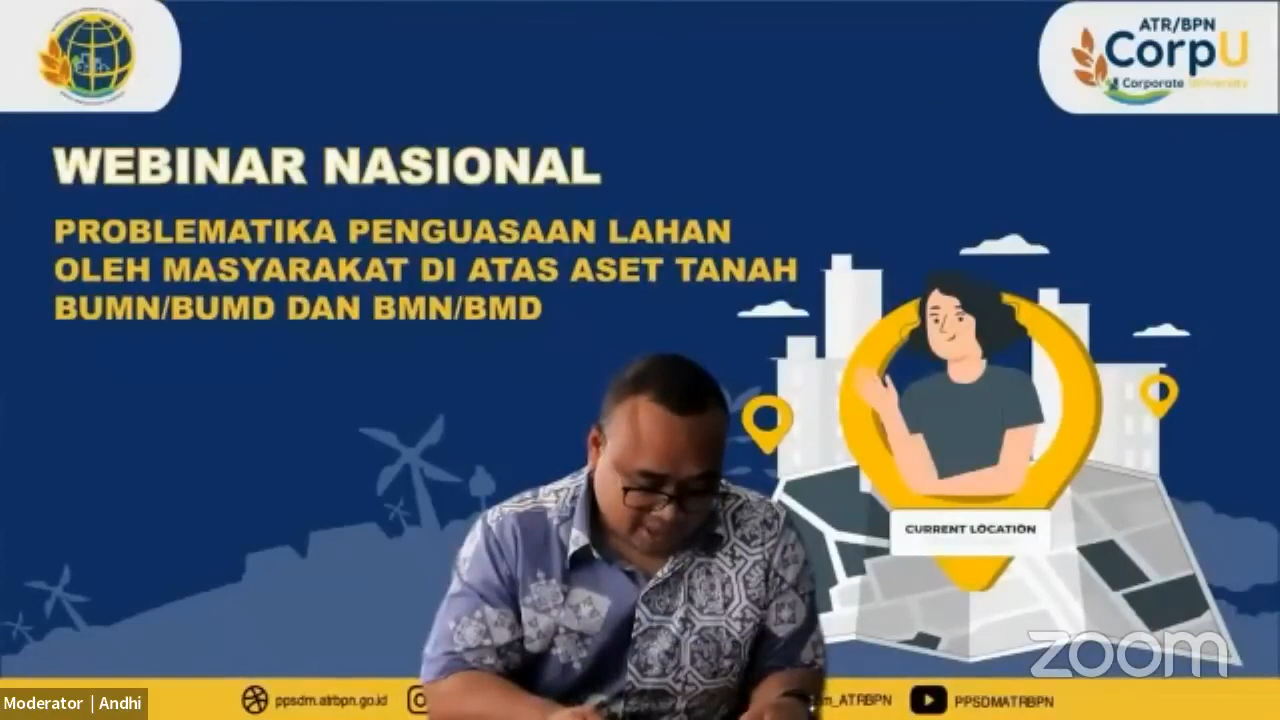 ATR/BPN
CorpU
Corporate University
WEBINAR NASIONAL
PROBLEMATIKA PENGUASAAN LAHAN
OLEH MASYARAKAT DI ATAS ASET TANAH
BUMN/BUMD DAN BMN/BMD
CURRENT LOCATION
zoom
Moderator | Andhi
ppsdm.atrbpn.go.id
_ATRBPN
PPSDMATRBPN